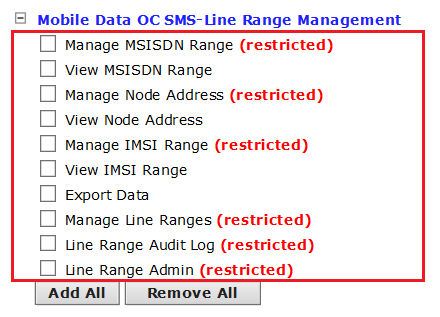 Mobile Data OC SMS-Line Range Management
Manage MSISDN Range (restricted)
View MSISDN Range
Manage Node Address (restricted)
View Node Address
Manage IMSI Range (restricted)
View IMSI Range
Export Data
Manage Line Ranges (restricted)
Line Range Audit Log (restricted)
Line Range Admin (restricted)
Add All Remove All